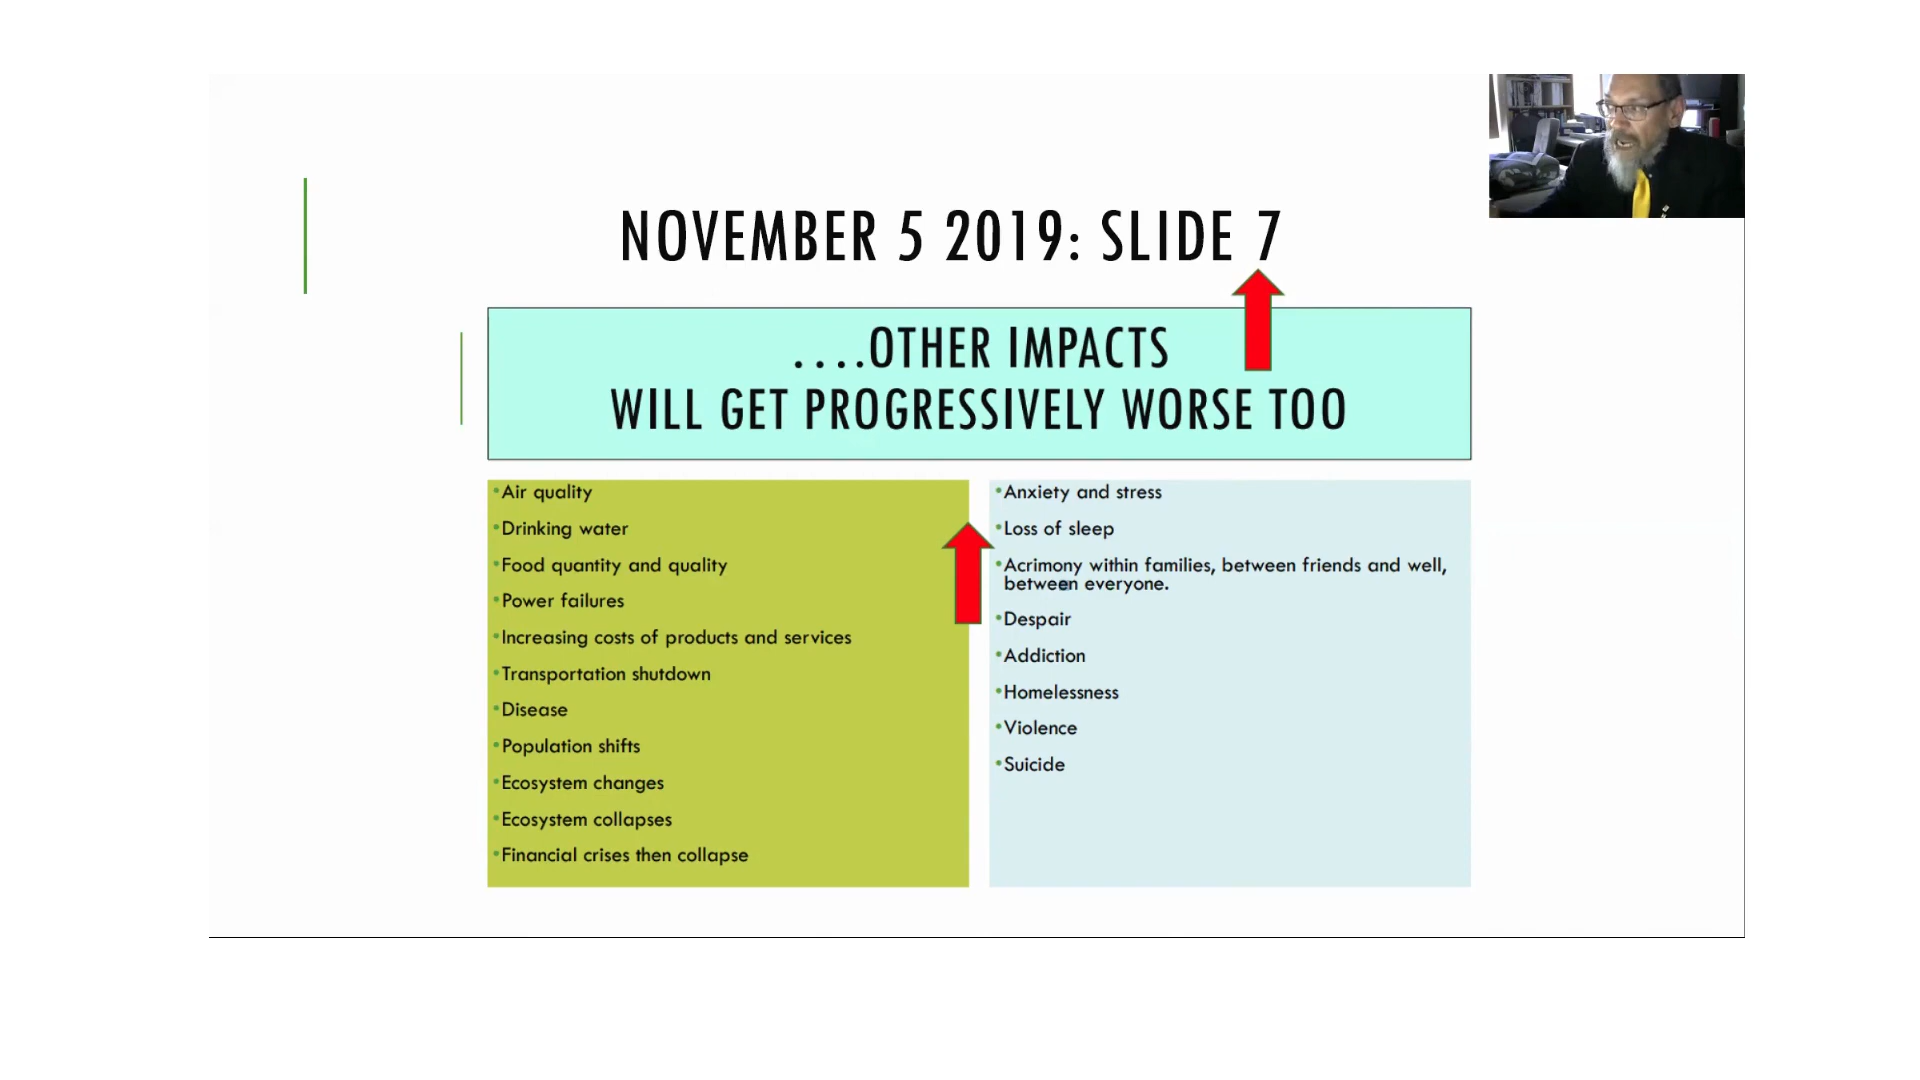 NOVEMBER 5 2019: SLIDE 7
....OTHER IMPACTS
WILL GET PROGRESSIVELY WORSE TOO
•Air quality
•Drinking water
•Food quantity and quality
•Power failures
•Increasing costs of products and services
•Transportation shutdown
•Disease
•Population shifts
•Ecosystem changes
•Ecosystem collapses
•Financial crises then collapse
•Anxiety and stress
•Loss of sleep
•Acrimony within families, between friends and well,
between everyone.
•Despair
•Addiction
•Homelessness
•Violence
•Suicide